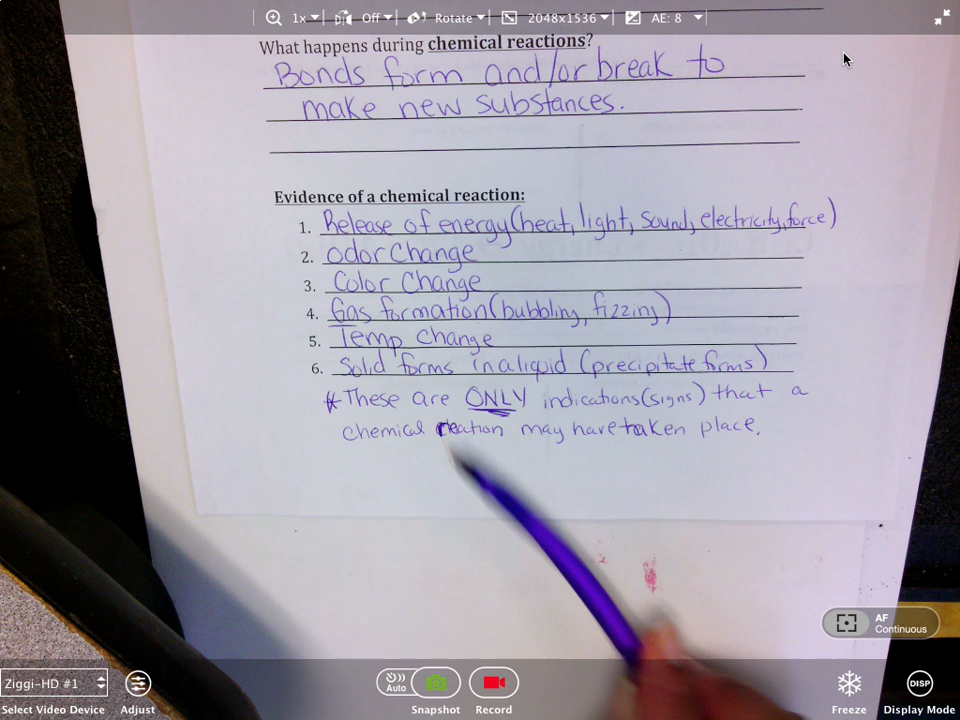 1x
Off
Rotate
2048x1536
AE: 8
What happens during chemical reactions?
Bonds form and/or break to
make new substances.
Evidence of a chemical reaction:
1. Release of energy (heat, light, sound, electricity, force)
2. Odor Change
3. Color Change
4. Gas formation (bubbling, fizzing)
5. Temp change
6. Solid forms in a liquid (precipitate forms)
* These are ONLY indications (signs) that a
chemical reation may have taken place.
AF
Continuous
Ziggi-HD #1
Auto
DISP
Select Video Device
Adjust
Snapshot
Record
Freeze
Display Mode